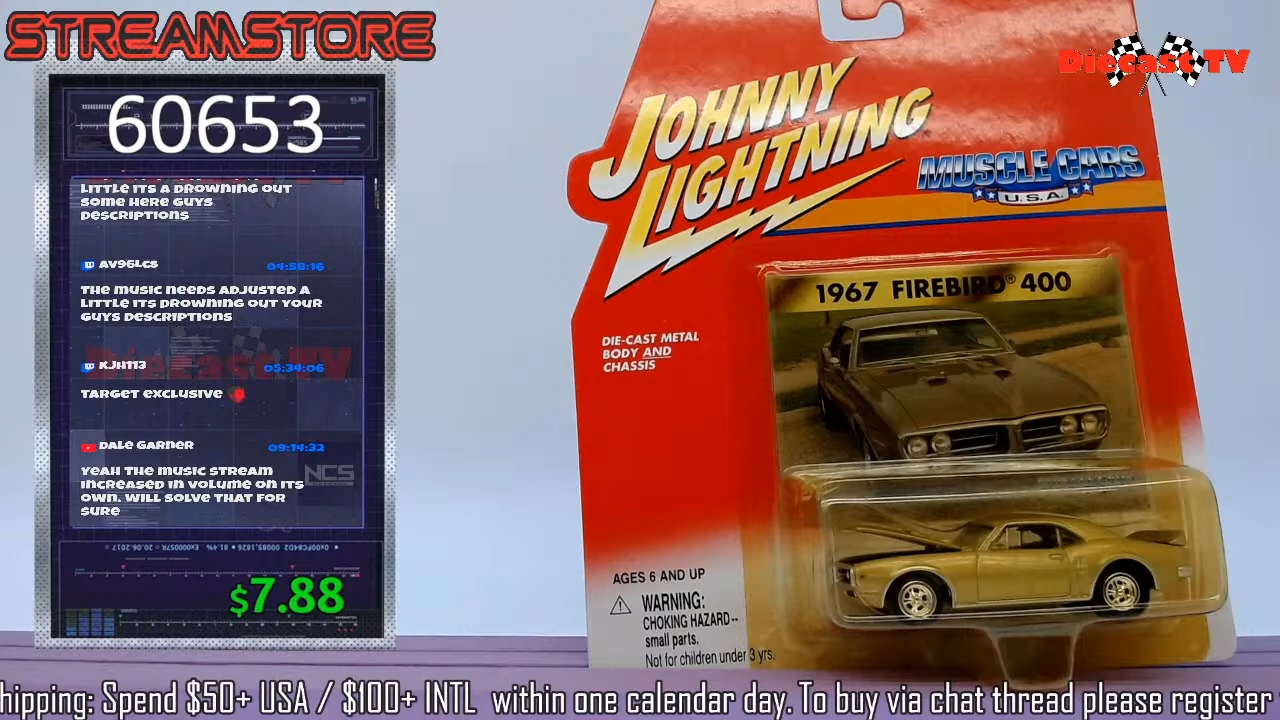 STREAMSTORE
60653
LITTLE ITS A DROWNING OUT
SOME HERE GUYS
DESCRIPTIONS
AV96LCS 04:58:16
THE MUSIC NEEDS ADJUSTED A
LITTLE ITS DROWNING OUT YOUR
GUYS DESCRIPTIONS
KJH113 05:34:06
TARGET EXCLUSIVE
DALE GARNER 09:14:32
YEAH THE MUSIC STREAM
INCREASED IN VOLUME ON ITS
OWN. WILL SOLVE THAT FOR
SURE
NCS
Diecast TV
$7.88
Diecast TV
JOHNNY
LIGHTNING
MUSCLE CARS
U.S.A
1967 FIREBIRD® 400
DIE-CAST METAL
BODY AND
CHASSIS
AGES 6 AND UP
WARNING:
CHOKING HAZARD--
small parts.
Not for children under 3 yrs.
hipping: Spend $50+ USA / $100+ INTL within one calendar day. To buy via chat thread please register